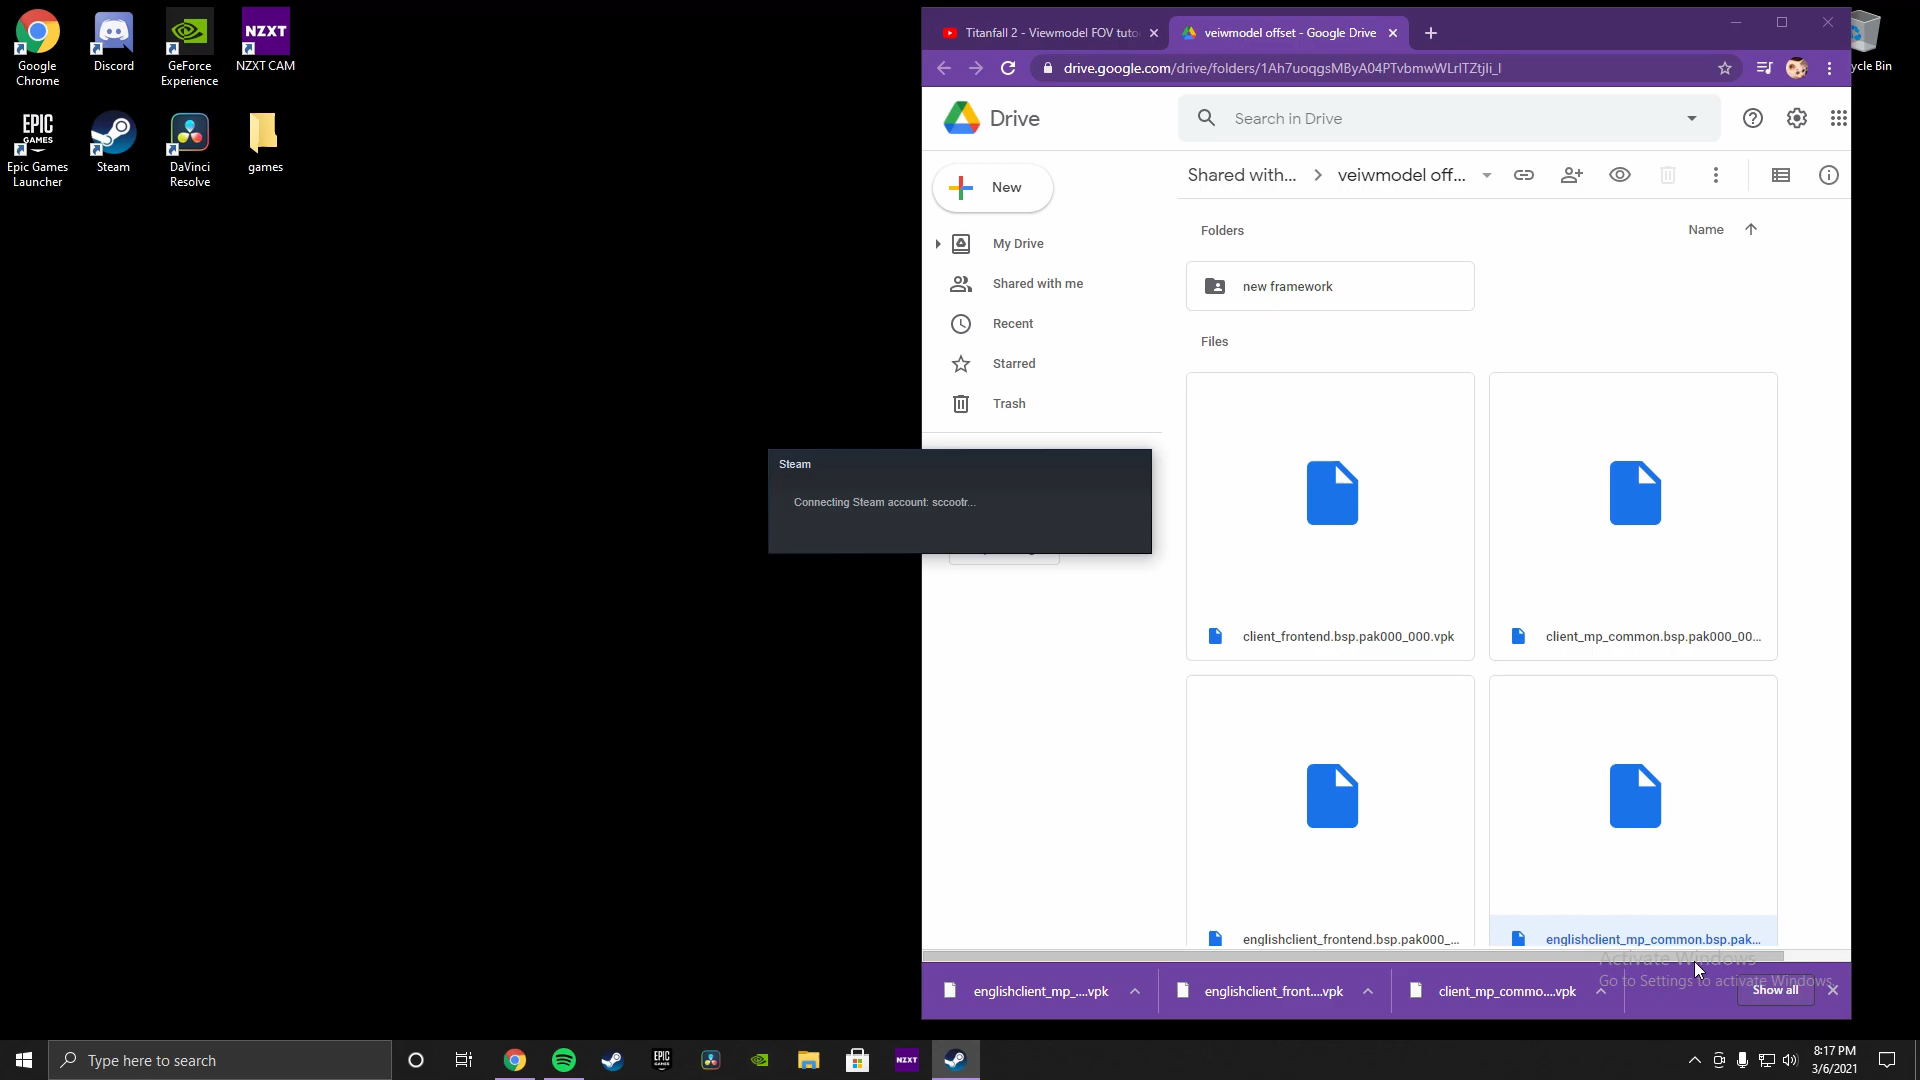 Google
Chrome
Discord
GeForce
Experience
NZXT
NZXT CAM
EPIC
GAMES
Epic Games
Launcher
Steam
DaVinci
Resolve
games
Titanfall 2 - Viewmodel FOV tuto
veiwmodel offset - Google Drive
drive.google.com/drive/folders/1Ah7uoqgsMByA04PTvbmwWLrlTZtjIi_l
cle Bin
Drive
Search in Drive
New
Shared with...
veiwmodel off...
My Drive
Shared with me
Recent
Starred
Trash
Folders
Name
new framework
Files
Steam
Connecting Steam account: sccootr...
client_frontend.bsp.pak000_000.vpk
client_mp_common.bsp.pak000_00...
englishclient_frontend.bsp.pak000_...
englishclient_mp_common.bsp.pak...
Activate Windows
Go to Settings to activate Windows.
englishclient_mp_....vpk
englishclient_front....vpk
client_mp_commo....vpk
Show all
Type here to search
EPIC
NZXT
8:17 PM
3/6/2021